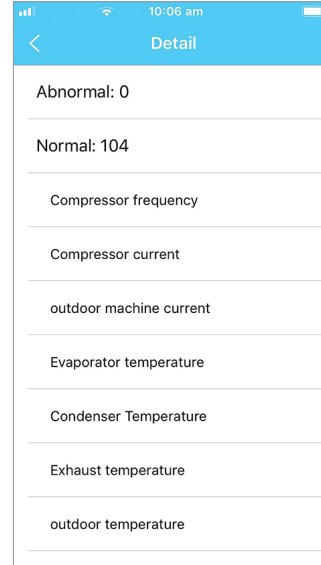 10:06 am
Detail
Abnormal: 0
Normal: 104
Compressor frequency
Compressor current
outdoor machine current
Evaporator temperature
Condenser Temperature
Exhaust temperature
outdoor temperature